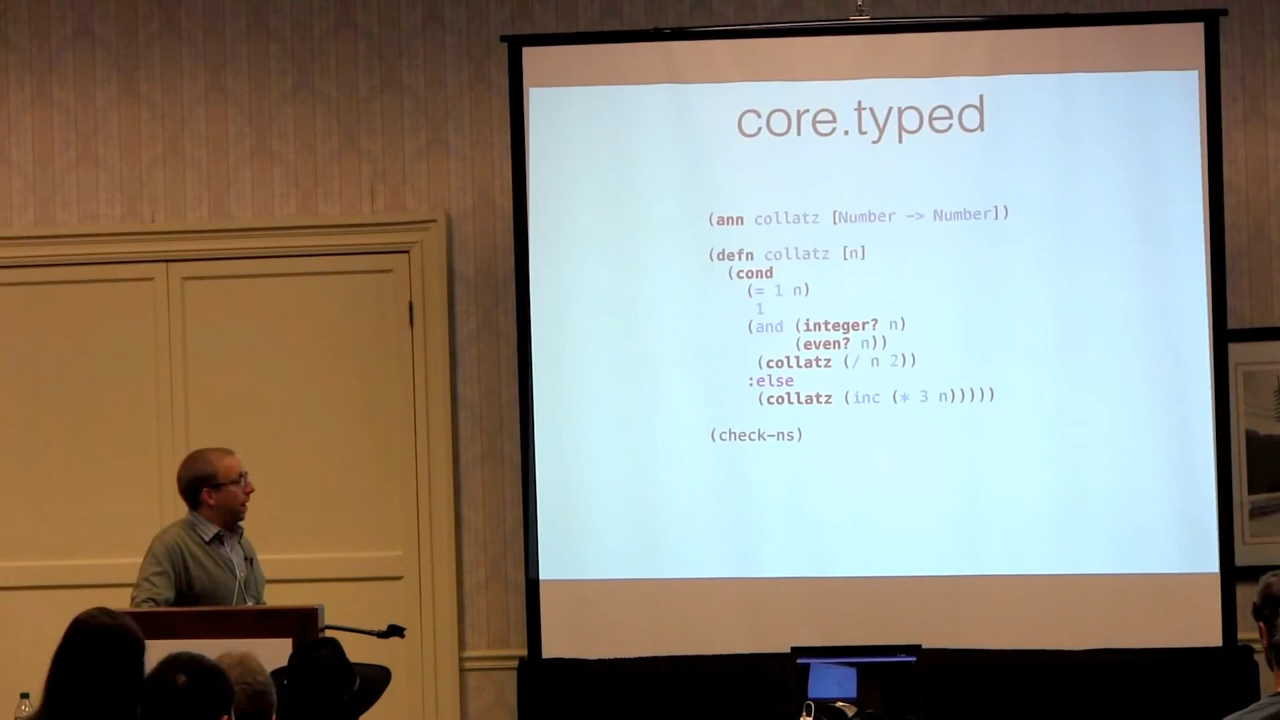 core.typed
(ann collatz [Number -> Number])
(defn collatz [n]
(cond
(= 1 n)
1
(and (integer? n)
(even? n))
(collatz (/ n 2))
:else
(collatz (inc (* 3 n)))))
(check-ns)